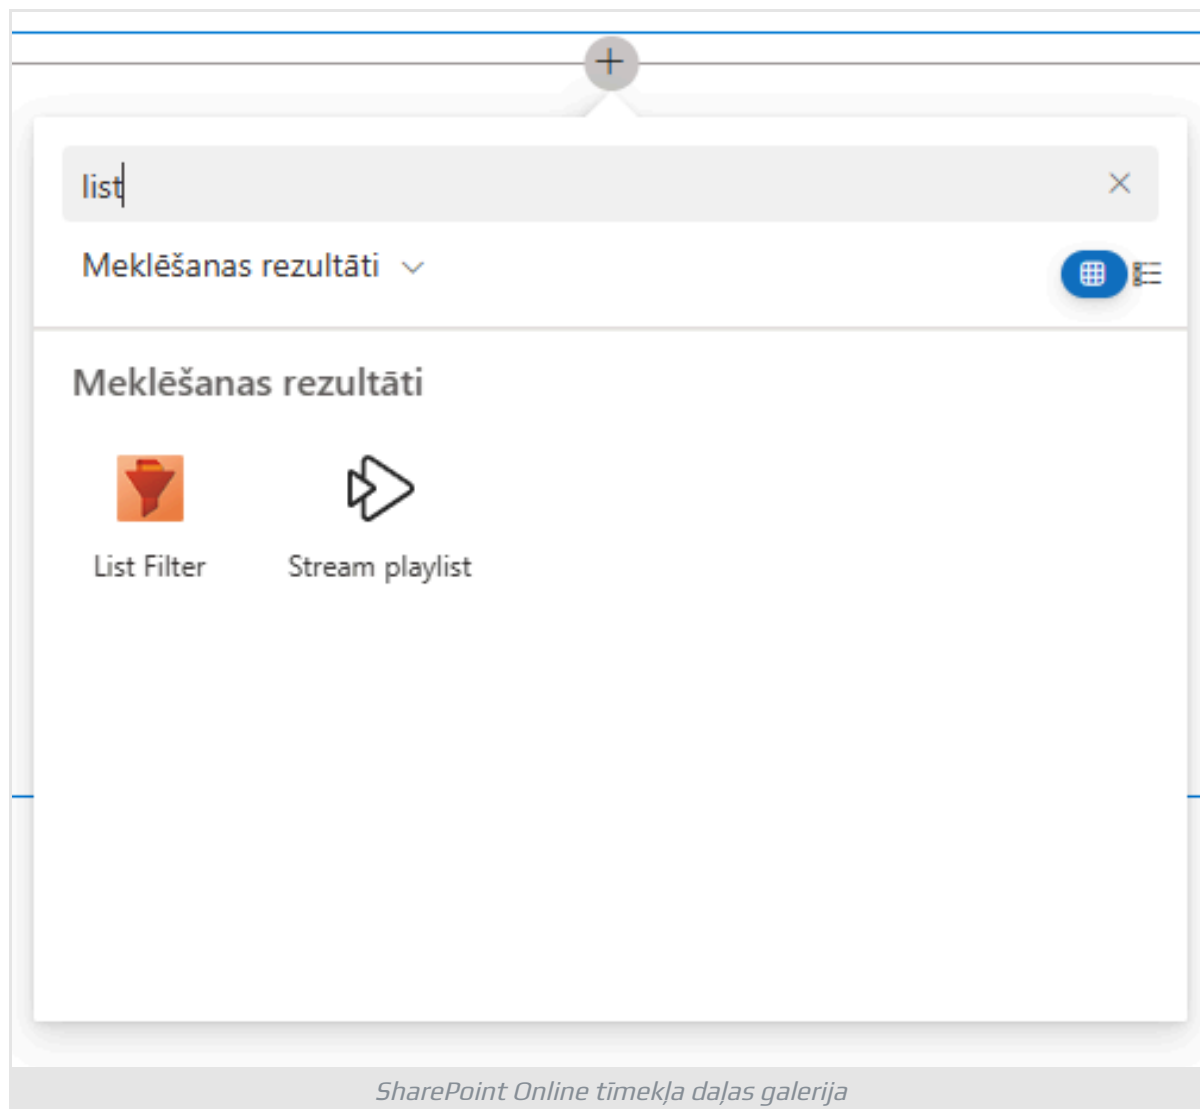 list
Meklēšanas rezultāti
Meklēšanas rezultāti
List Filter
Stream playlist
SharePoint Online tīmekļa daļas galerija